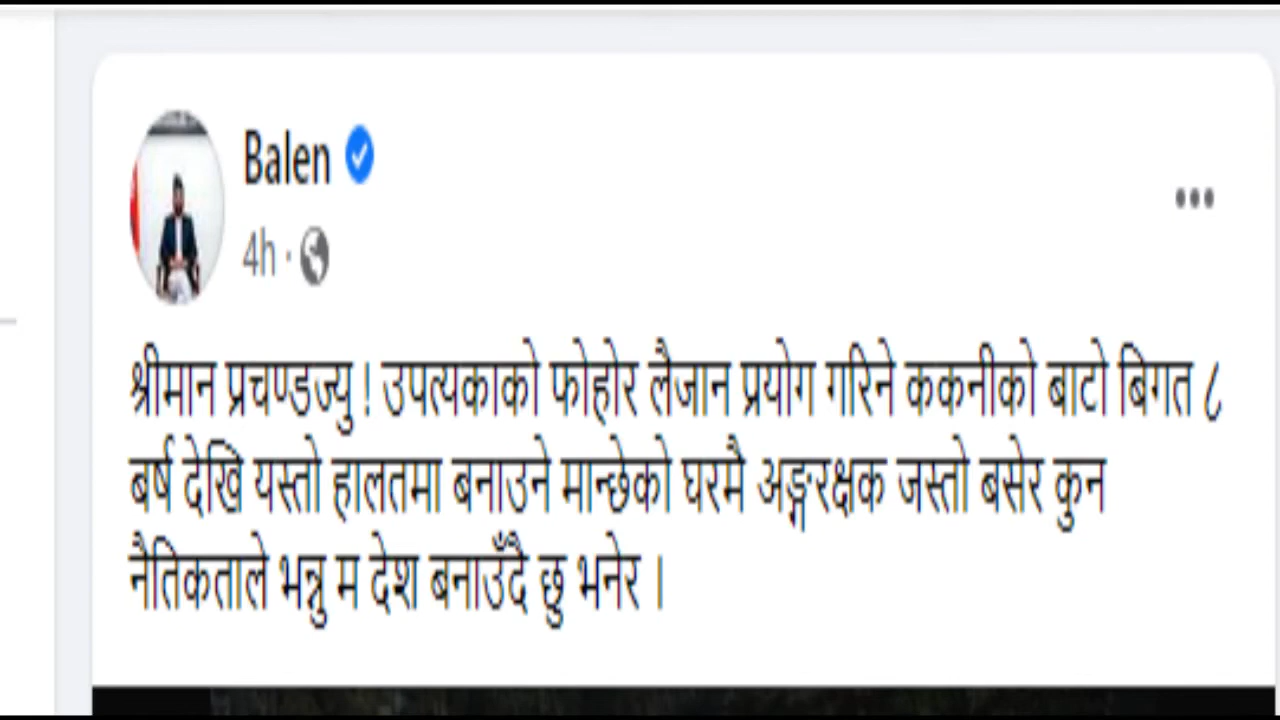 Balen
4h ·
श्रीमान प्रचण्डज्यु ! उपत्यकाको फोहोर लैजान प्रयोग गरिने ककनीको बाटो बिगत ८
बर्ष देखि यस्तो हालतमा बनाउने मान्छेको घरमै अङ्गरक्षक जस्तो बसेर कुन
नैतिकताले भन्नु म देश बनाउँदै छु भनेर ।